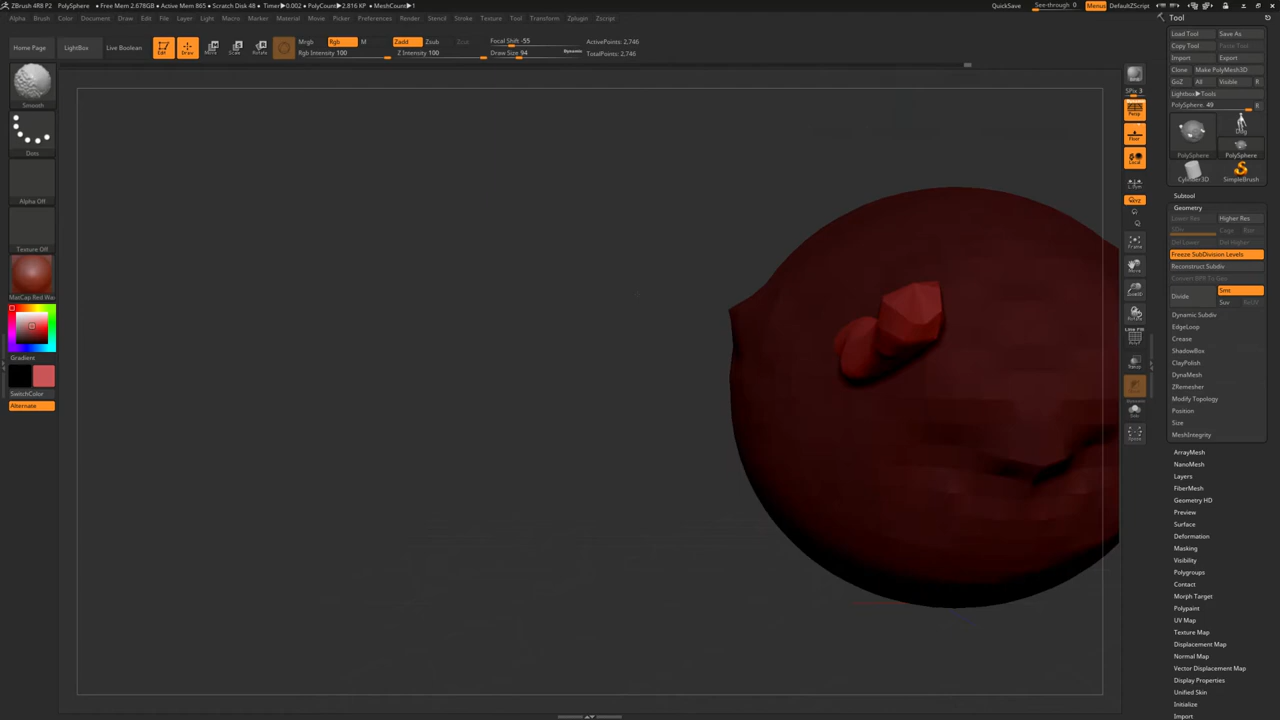 ZBrush 4R8 P2 PolySphere • Free Mem 2.678GB • Active Mem 865 • Scratch Disk 48 • Timer▶0.002 • PolyCount▶2.816 KP • MeshCount▶1 QuickSave See-through 0 Menus DefaultZScript
Alpha Brush Color Document Draw Edit File Layer Light Macro Marker Material Movie Picker Preferences Render Stencil Stroke Texture Tool Transform Zplugin Zscript
Home Page LightBox Live Boolean Edit Draw Move Scale Rotate
Mrgb Rgb M Zadd Zsub
Rgb Intensity 100 Z Intensity 100
Focal Shift -55
Draw Size 94 Dynamic
ActivePoints: 2,746
TotalPoints: 2,746
Smooth
Dots
Alpha Off
Texture Off
MatCap Red Wax
Gradient
SwitchColor
Alternate
SPix 3
Persp
Floor
Local
L.Sym
Frame
Move
Rotate
Line Fill
PolyF
Transp
Dynamic
Solo
Xpose
Tool
Load Tool Save As
Copy Tool Paste Tool
Import Export
Clone Make PolyMesh3D
GoZ All Visible R
Lightbox▶Tools
PolySphere. 49 R
PolySphere
Dog
PolySphere
Cylinder3D SimpleBrush
Subtool
Geometry
Lower Res Higher Res
SDiv Cage Rstr
Del Lower Del Higher
Freeze SubDivision Levels
Reconstruct Subdiv
Convert BPR To Geo
Divide Smt
Suv ReUV
Dynamic Subdiv
EdgeLoop
Crease
ShadowBox
ClayPolish
DynaMesh
ZRemesher
Modify Topology
Position
Size
MeshIntegrity
ArrayMesh
NanoMesh
Layers
FiberMesh
Geometry HD
Preview
Surface
Deformation
Masking
Visibility
Polygroups
Contact
Morph Target
Polypaint
UV Map
Texture Map
Displacement Map
Normal Map
Vector Displacement Map
Display Properties
Unified Skin
Initialize
Import